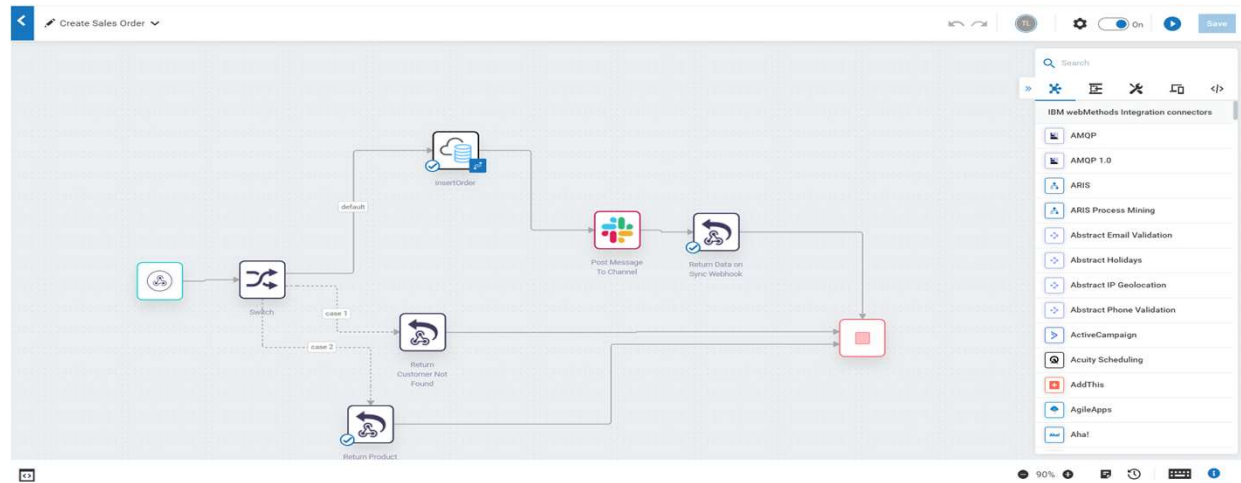 Create Sales Order
TL
On
Save
Search
</>
IBM webMethods Integration connectors
AMQP
AMQP 1.0
ARIS
ARIS Process Mining
Abstract Email Validation
Abstract Holidays
Abstract IP Geolocation
Abstract Phone Validation
ActiveCampaign
Acuity Scheduling
AddThis
AgileApps
Aha!
insertOrder
default
Post Message
To Channel
Return Data on
Sync Webhook
Switch
case 1
case 2
Return
Customer Not
Found
Return Product
90%